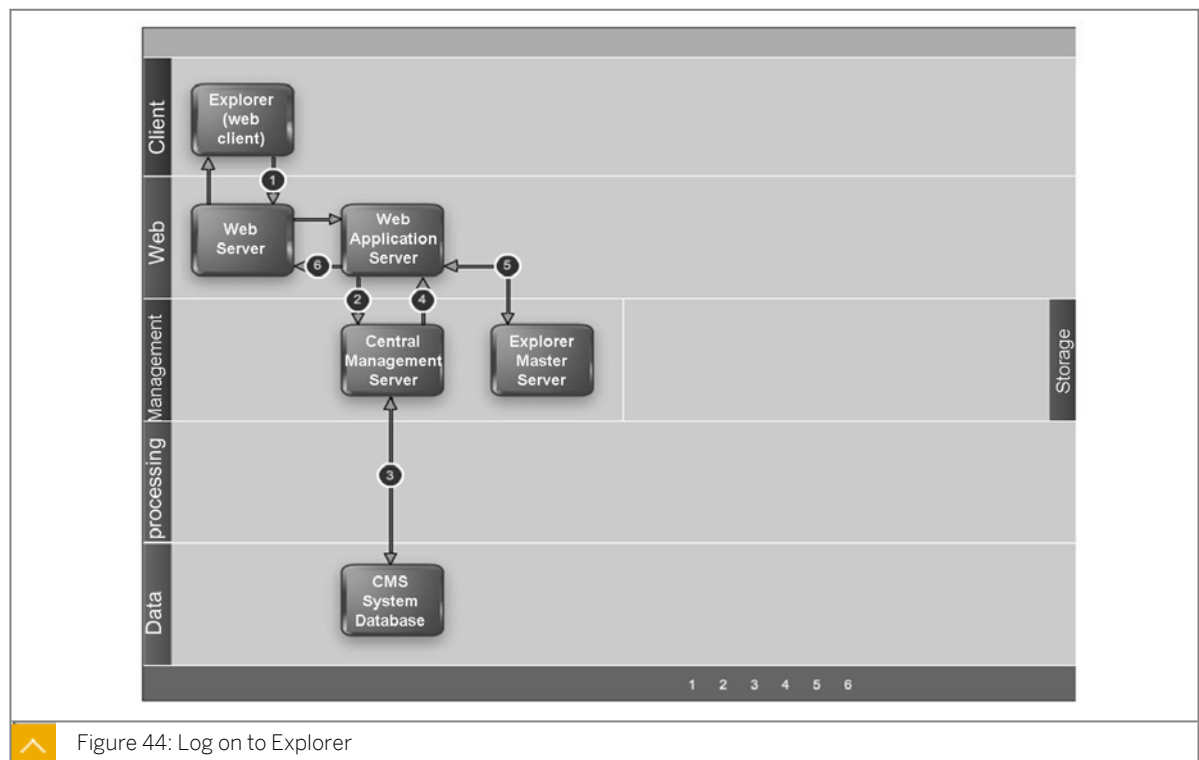 Client
Explorer
(web
client)
1
Web
Web
Server
Web
Application
Server
6
5
2
4
Management
Central
Management
Server
Explorer
Master
Server
Storage
processing
3
Data
CMS
System
Database
1 2 3 4 5 6
Figure 44: Log on to Explorer